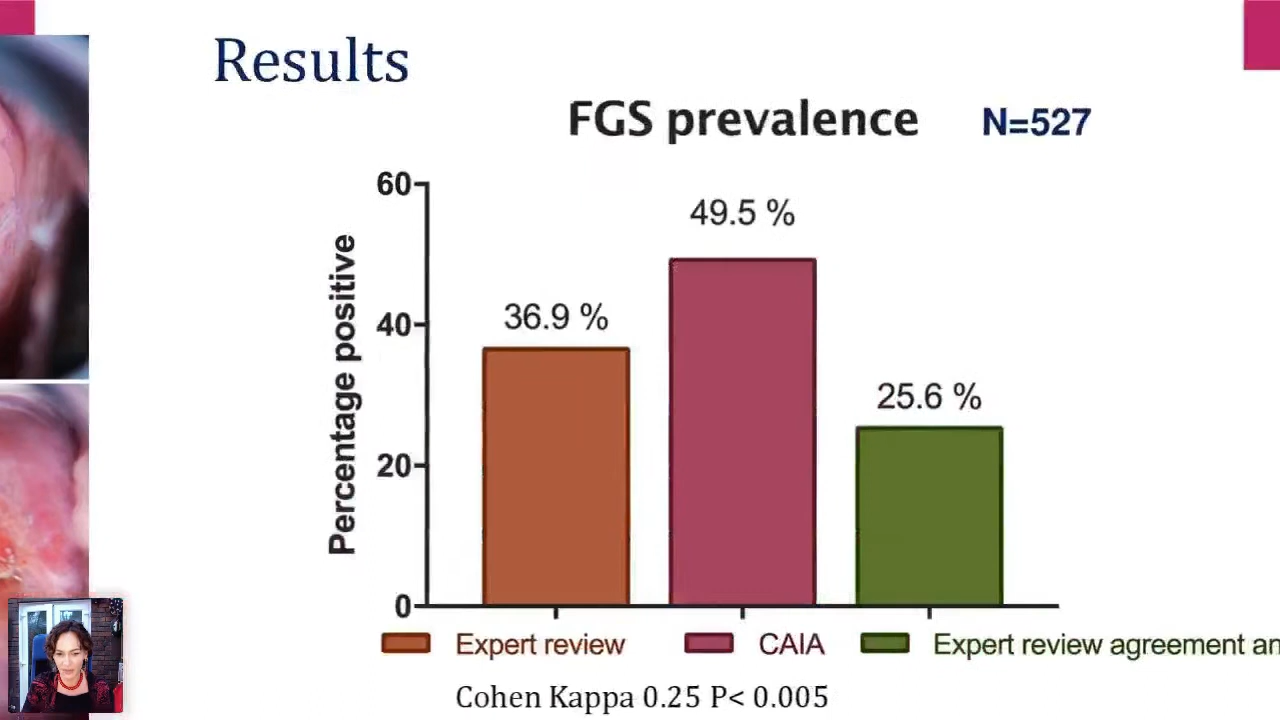 Results
FGS prevalence N=527
60
49.5 %
Percentage positive
36.9 %
40
25.6 %
20
0
Expert review CAIA Expert review agreement an
Cohen Kappa 0.25 P< 0.005